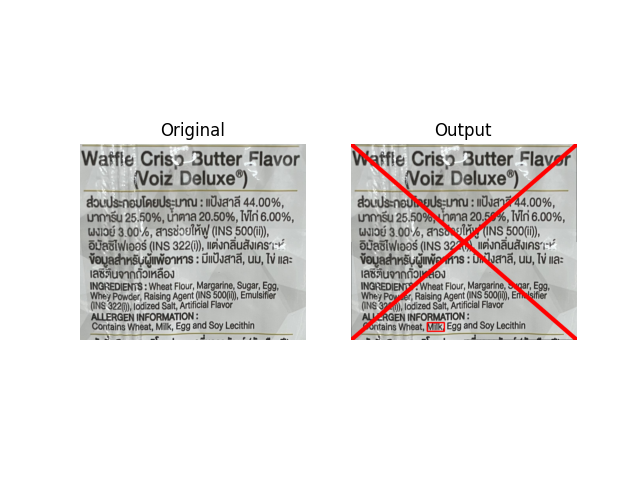 Original
Waffle Crisp Butter Flavor
(Voiz Deluxe®)
ส่วนประกอบโดยประมาณ : แป้งสาลี 44.00%,
มาการีน 25.50%, น้ำตาล 20.50%, ไข่ไก่ 6.00%,
ผงเวย์ 3.00%, สารช่วยให้ฟู (INS 500(ii)),
อิมัลซิไฟเออร์ (INS 322(i)), แต่งกลิ่นสังเคราะห์
ข้อมูลสำหรับผู้แพ้อาหาร : มีแป้งสาลี, นม, ไข่ และ
เลซิตินจากถั่วเหลือง
INGREDIENTS : Wheat Flour, Margarine, Sugar, Egg,
Whey Powder, Raising Agent (INS 500(ii)), Emulsifier
(INS 322(i)), Iodized Salt, Artificial Flavor
ALLERGEN INFORMATION :
Contains Wheat, Milk, Egg and Soy Lecithin
Output
Waffle Crisp Butter Flavor
(Voiz Deluxe®)
ส่วนประกอบโดยประมาณ : แป้งสาลี 44.00%,
มาการีน 25.50%, น้ำตาล 20.50%, ไข่ไก่ 6.00%,
ผงเวย์ 3.00%, สารช่วยให้ฟู (INS 500(ii)),
อิมัลซิไฟเออร์ (INS 322(i)), แต่งกลิ่นสังเคราะห์
ข้อมูลสำหรับผู้แพ้อาหาร : มีแป้งสาลี, นม, ไข่ และ
เลซิตินจากถั่วเหลือง
INGREDIENTS : Wheat Flour, Margarine, Sugar, Egg,
Whey Powder, Raising Agent (INS 500(ii)), Emulsifier
(INS 322(i)), Iodized Salt, Artificial Flavor
ALLERGEN INFORMATION :
Contains Wheat, Milk, Egg and Soy Lecithin